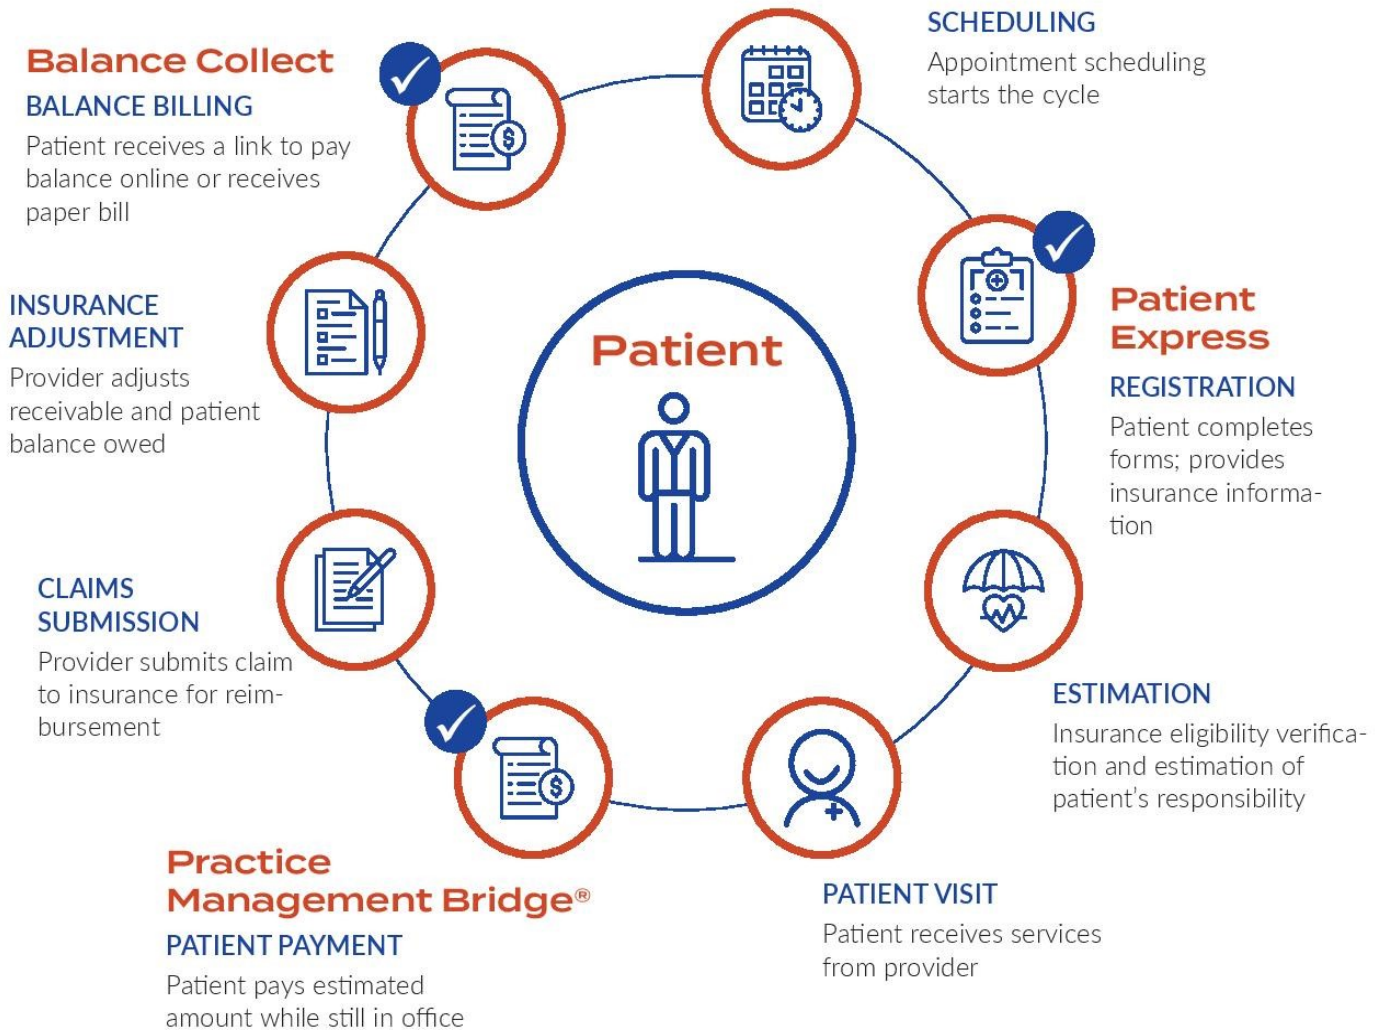 SCHEDULING
Appointment scheduling
starts the cycle
Patient
Express
REGISTRATION
Patient completes
forms; provides
insurance informa-
tion
ESTIMATION
Insurance eligibility verifica-
tion and estimation of
patient's responsibility
PATIENT VISIT
Patient receives services
from provider
Practice
Management Bridge®
PATIENT PAYMENT
Patient pays estimated
amount while still in office
CLAIMS
SUBMISSION
Provider submits claim
to insurance for reim-
bursement
INSURANCE
ADJUSTMENT
Provider adjusts
receivable and patient
balance owed
Balance Collect
BALANCE BILLING
Patient receives a link to pay
balance online or receives
paper bill
Patient
$
$